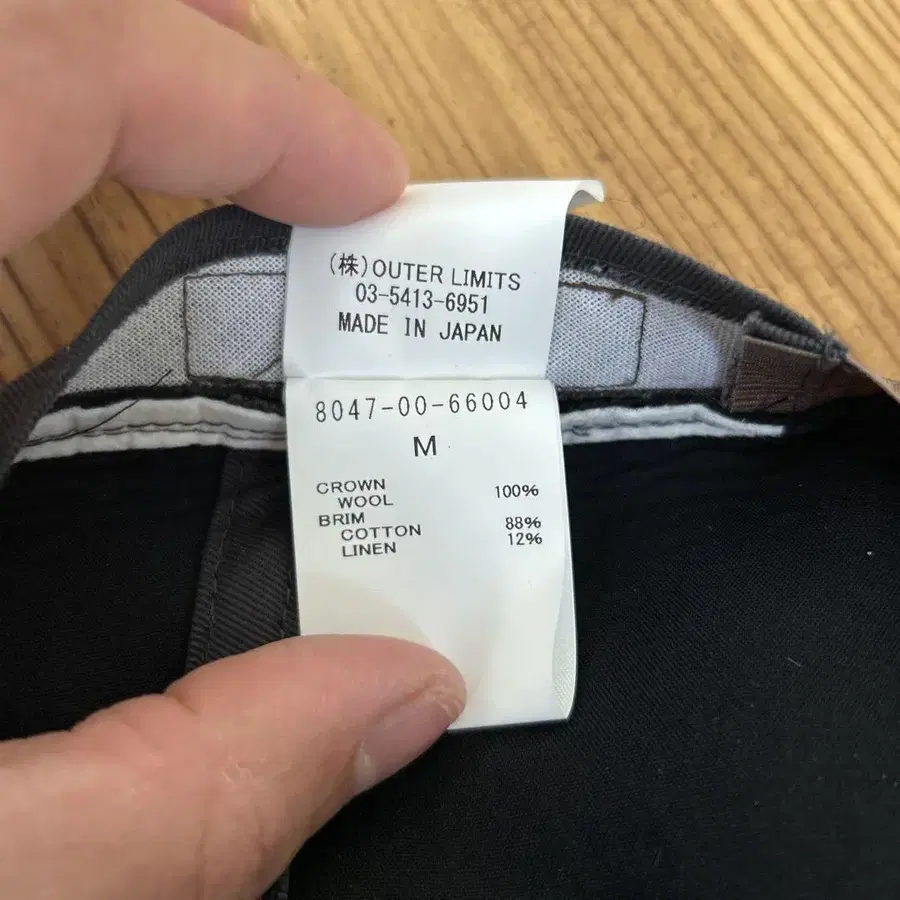 (株)OUTER LIMITS
03-5413-6951
MADE IN JAPAN
8047-00-66004
M
CROWN
WOOL 100%
BRIM
COTTON 88%
LINEN 12%